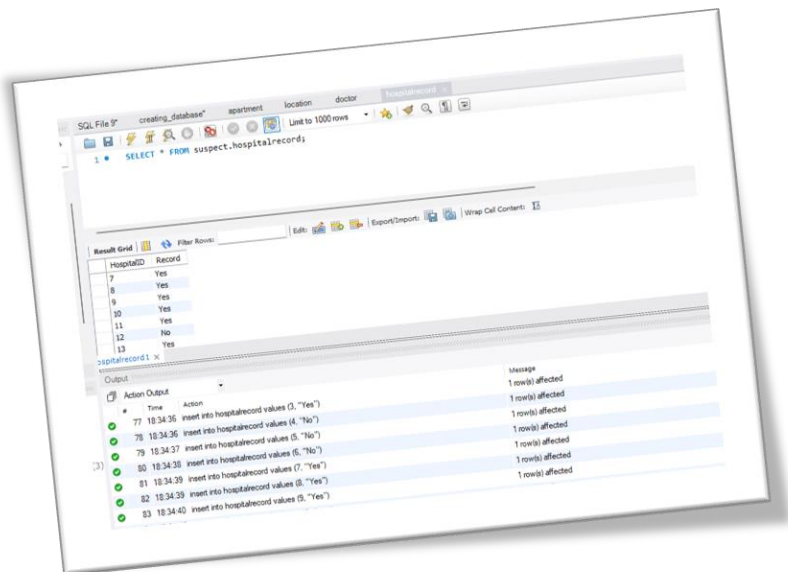 SQL File 9* creating_database* apartment location doctor hospitalrecord
Limit to 1000 rows
1 SELECT * FROM suspect.hospitalrecord;
Result Grid Filter Rows: Edit: Export/Import: Wrap Cell Content:
HospitalID Record
7 Yes
8 Yes
9 Yes
10 Yes
11 Yes
12 No
13 Yes
ospitalrecord 1
Output
Action Output
# Time Action Message
77 18:34:36 insert into hospitalrecord values (3, "Yes") 1 row(s) affected
78 18:34:36 insert into hospitalrecord values (4, "No") 1 row(s) affected
79 18:34:37 insert into hospitalrecord values (5, "No") 1 row(s) affected
80 18:34:38 insert into hospitalrecord values (6, "No") 1 row(s) affected
81 18:34:39 insert into hospitalrecord values (7, "Yes") 1 row(s) affected
82 18:34:39 insert into hospitalrecord values (8, "Yes") 1 row(s) affected
83 18:34:40 insert into hospitalrecord values (9, "Yes") 1 row(s) affected